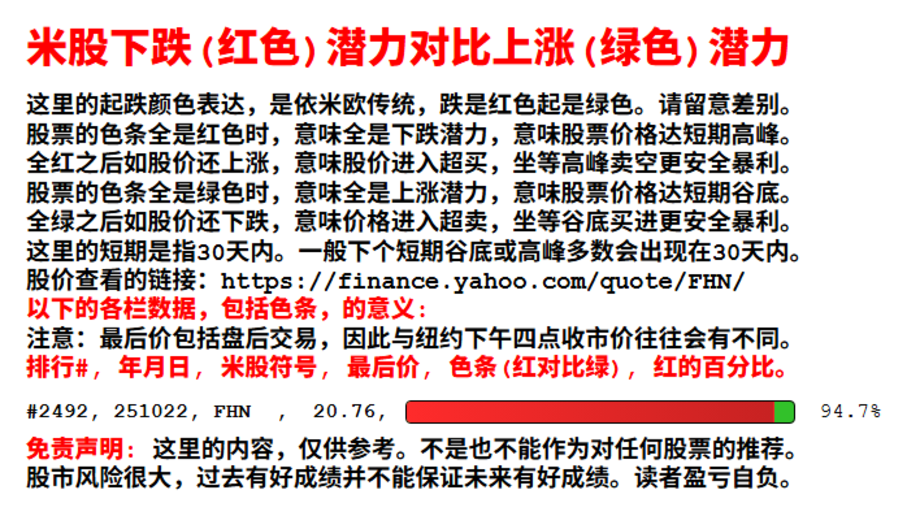 米股下跌(红色)潜力对比上涨(绿色)潜力
这里的起跌颜色表达，是依米欧传统，跌是红色起是绿色。请留意差别。
股票的色条全是红色时，意味全是下跌潜力，意味股票价格达短期高峰。
全红之后如股价还上涨，意味股价进入超买，坐等高峰卖空更安全暴利。
股票的色条全是绿色时，意味全是上涨潜力，意味股票价格达短期谷底。
全绿之后如股价还下跌，意味价格进入超卖，坐等谷底买进更安全暴利。
这里的短期是指30天内。一般下个短期谷底或高峰多数会出现在30天内。
股价查看的链接：https://finance.yahoo.com/quote/FHN/
以下的各栏数据，包括色条，的意义：
注意：最后价包括盘后交易，因此与纽约下午四点收市价往往会有不同。
排行#, 年月日, 米股符号, 最后价, 色条(红对比绿), 红的百分比。
#2492, 251022, FHN , 20.76, 94.7%
免责声明：这里的内容，仅供参考。不是也不能作为对任何股票的推荐。
股市风险很大，过去有好成绩并不能保证未来有好成绩。读者盈亏自负。